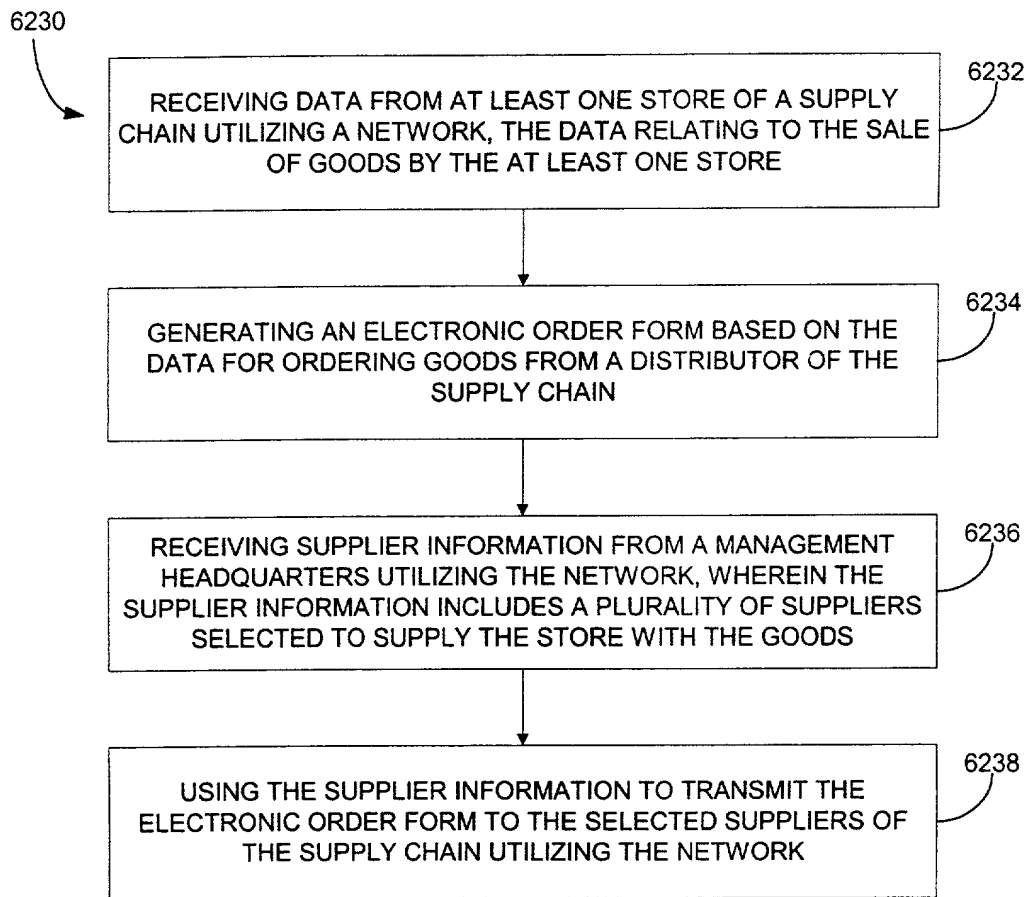 6230
6232
RECEIVING DATA FROM AT LEAST ONE STORE OF A SUPPLY
CHAIN UTILIZING A NETWORK, THE DATA RELATING TO THE SALE
OF GOODS BY THE AT LEAST ONE STORE
6234
GENERATING AN ELECTRONIC ORDER FORM BASED ON THE
DATA FOR ORDERING GOODS FROM A DISTRIBUTOR OF THE
SUPPLY CHAIN
6236
RECEIVING SUPPLIER INFORMATION FROM A MANAGEMENT
HEADQUARTERS UTILIZING THE NETWORK, WHEREIN THE
SUPPLIER INFORMATION INCLUDES A PLURALITY OF SUPPLIERS
SELECTED TO SUPPLY THE STORE WITH THE GOODS
6238
USING THE SUPPLIER INFORMATION TO TRANSMIT THE
ELECTRONIC ORDER FORM TO THE SELECTED SUPPLIERS OF
THE SUPPLY CHAIN UTILIZING THE NETWORK